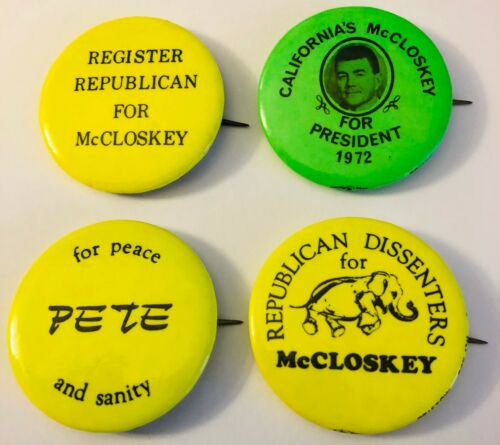 REGISTER
REPUBLICAN
FOR
McCLOSKEY
CALIFORNIA'S McCLOSKEY
FOR
PRESIDENT
1972
for peace
PETE
and sanity
REPUBLICAN DISSENTERS
for
McCLOSKEY